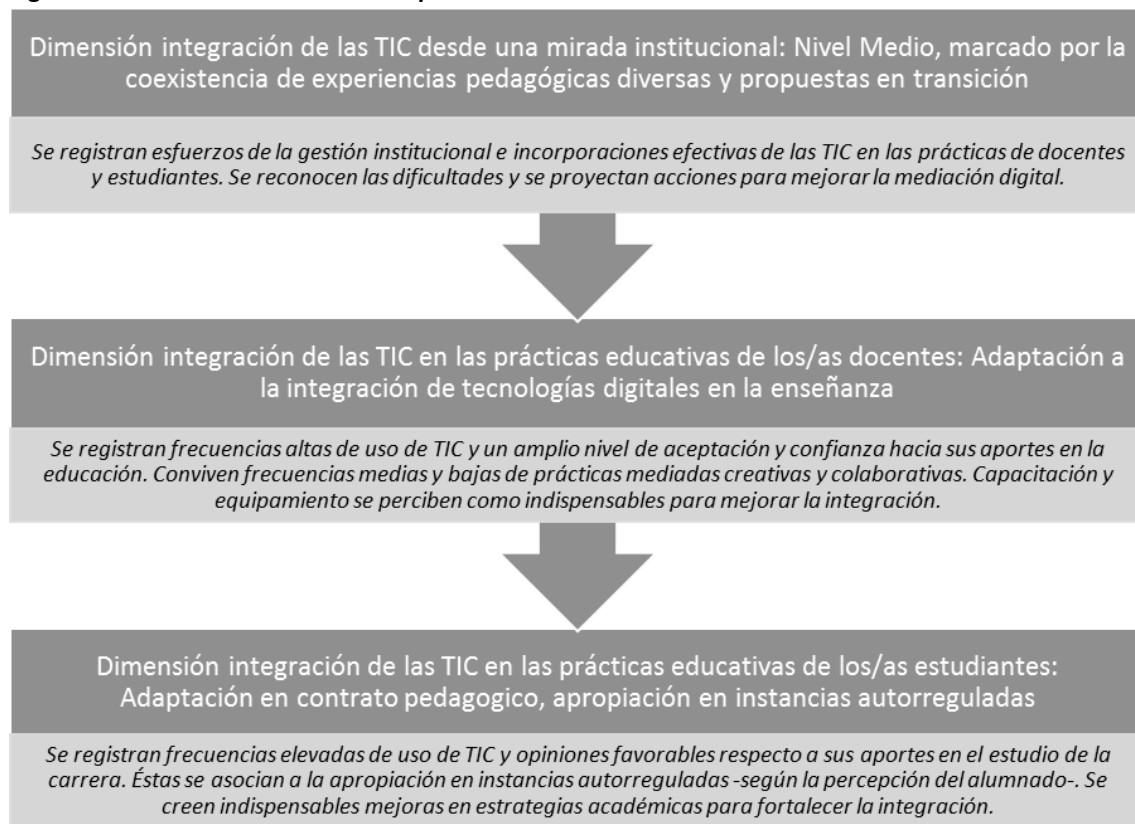 Dimensión integración de las TIC desde una mirada institucional: Nivel Medio, marcado por la
coexistencia de experiencias pedagógicas diversas y propuestas en transición
Se registran esfuerzos de la gestión institucional e incorporaciones efectivas de las TIC en las prácticas de docentes
y estudiantes. Se reconocen las dificultades y se proyectan acciones para mejorar la mediación digital.
Dimensión integración de las TIC en las prácticas educativas de los/as docentes: Adaptación a
la integración de tecnologías digitales en la enseñanza
Se registran frecuencias altas de uso de TIC y un amplio nivel de aceptación y confianza hacia sus aportes en la
educación. Conviven frecuencias medias y bajas de prácticas mediadas creativas y colaborativas. Capacitación y
equipamiento se perciben como indispensables para mejorar la integración.
Dimensión integración de las TIC en las prácticas educativas de los/as estudiantes:
Adaptación en contrato pedagogico, apropiación en instancias autorreguladas
Se registran frecuencias elevadas de uso de TIC y opiniones favorables respecto a sus aportes en el estudio de la
carrera. Éstas se asocian a la apropiación en instancias autorreguladas -según la percepción del alumnado-. Se
creen indispensables mejoras en estrategias académicas para fortalecer la integración.